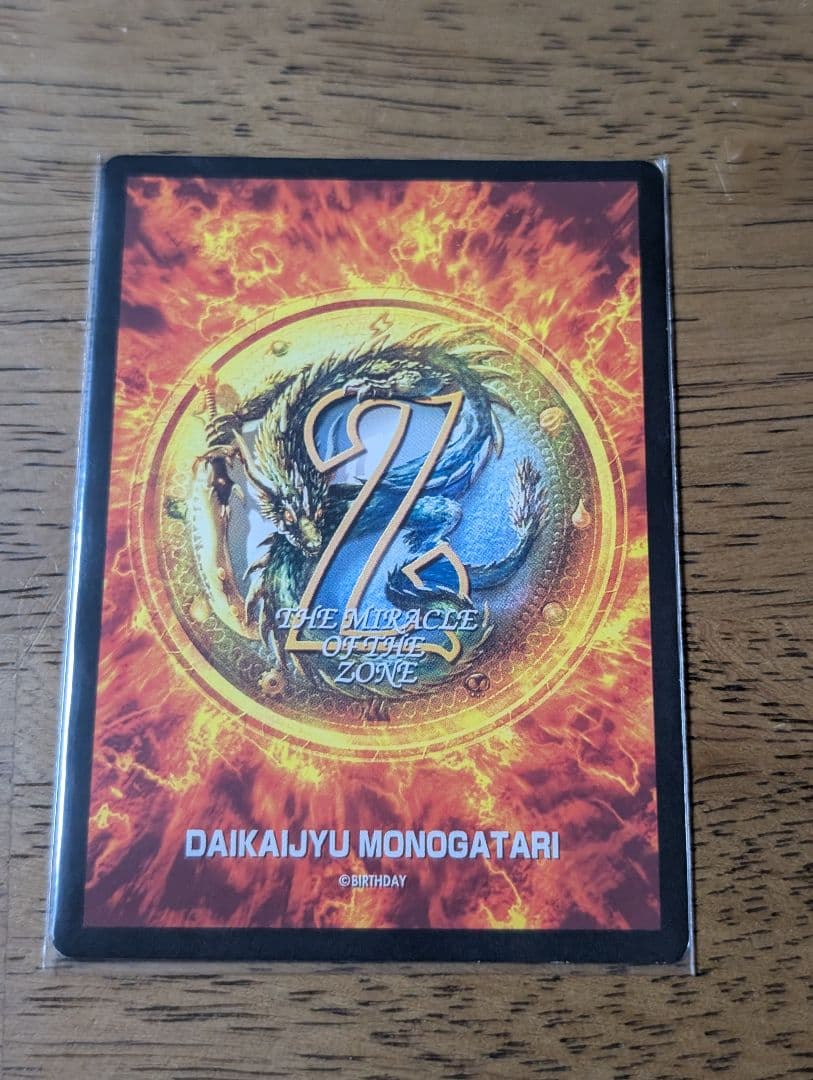 Z
THE MIRACLE
OF THE
ZONE
DAIKAIJYU MONOGATARI
©BIRTHDAY